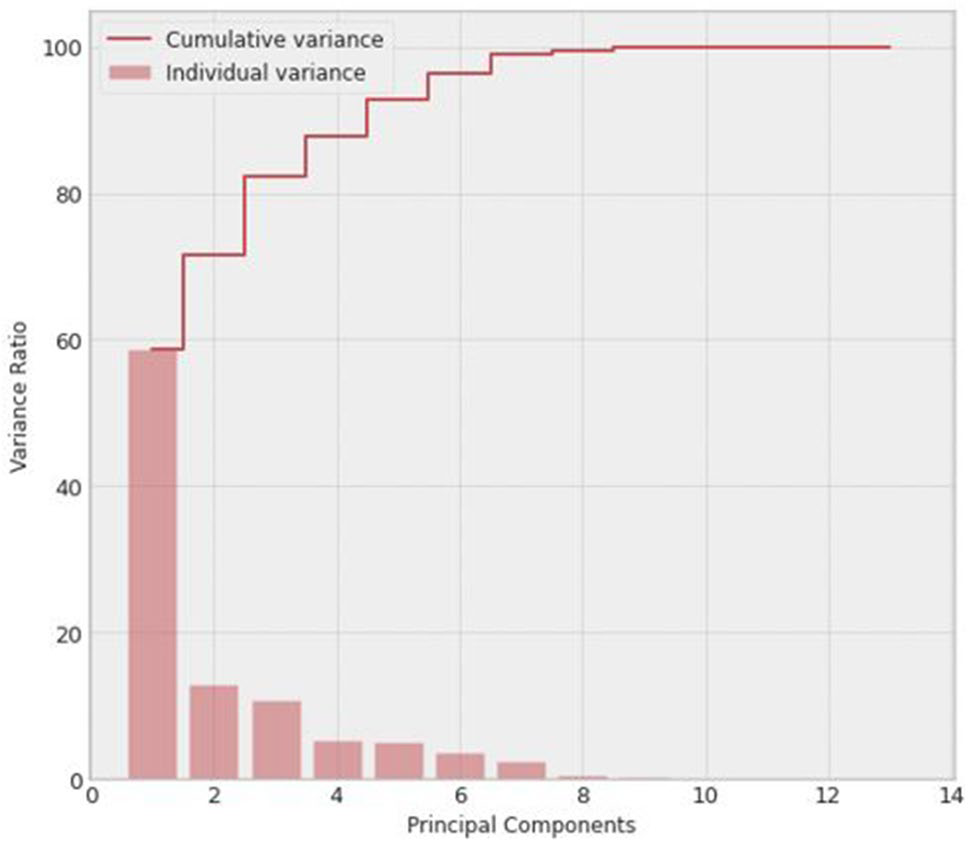 Cumulative variance
Individual variance
100
80
60
40
20
0
Variance Ratio
0 2 4 6 8 10 12 14
Principal Components